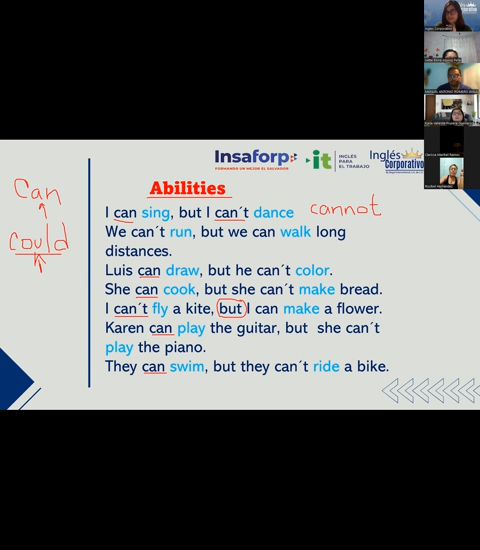 Insaforp
FORMANDO UN MEJOR EL SALVADOR
it
INGLÉS
PARA
EL TRABAJO
Inglés
Corporativo
Can
could
Abilities
I can sing, but I can´t dance cannot
We can´t run, but we can walk long
distances.
Luis can draw, but he can´t color.
She can cook, but she can´t make bread.
I can´t fly a kite, but I can make a flower.
Karen can play the guitar, but she can´t
play the piano.
They can swim, but they can´t ride a bike.